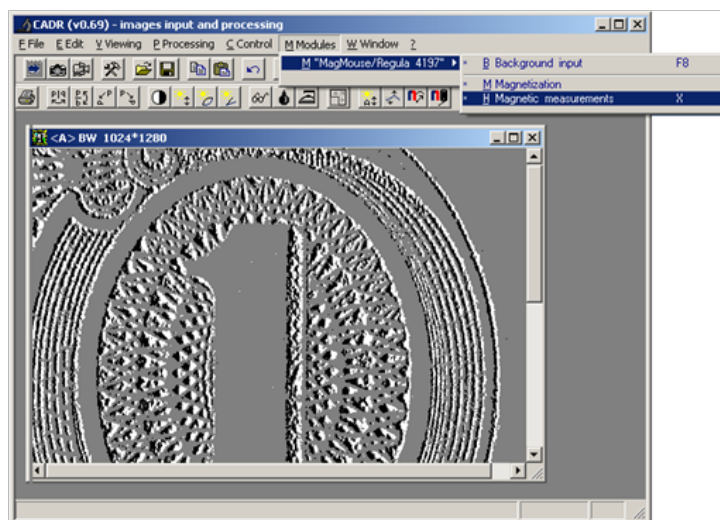 CADR (v0.69) - images input and processing
F File E Edit V Viewing P Processing C Control M Modules W Window ?
M "MagMouse/Regula 4197"
B Background input F8
M Magnetization
H Magnetic measurements X
<A> BW 1024*1280
1